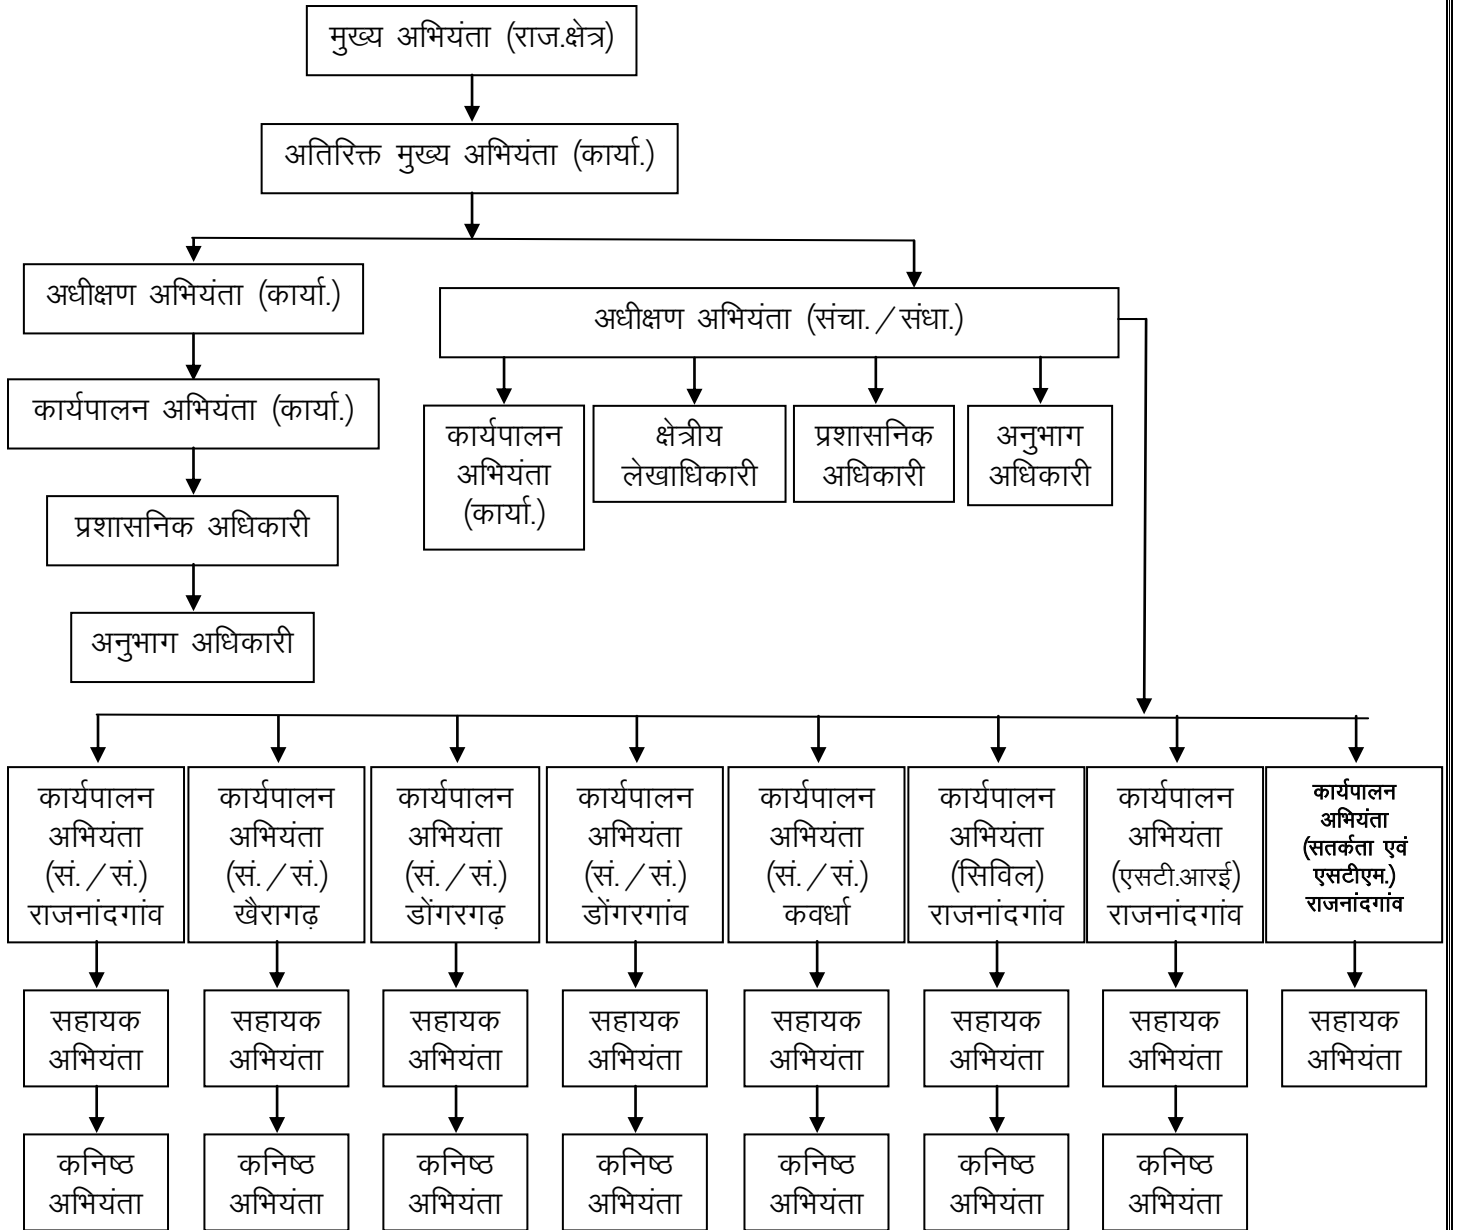 मुख्य अभियंता (राज.क्षेत्र)
अतिरिक्त मुख्य अभियंता (कार्या.)
अधीक्षण अभियंता (कार्या.)
अधीक्षण अभियंता (संचा./संधा.)
कार्यपालन अभियंता (कार्या.)
कार्यपालन
अभियंता
(कार्या.)
क्षेत्रीय
लेखाधिकारी
प्रशासनिक
अधिकारी
अनुभाग
अधिकारी
प्रशासनिक अधिकारी
अनुभाग अधिकारी
कार्यपालन
अभियंता
(सं./सं.)
राजनांदगांव
कार्यपालन
अभियंता
(सं./सं.)
खैरागढ़
कार्यपालन
अभियंता
(सं./सं.)
डोंगरगढ़
कार्यपालन
अभियंता
(सं./सं.)
डोंगरगांव
कार्यपालन
अभियंता
(सं./सं.)
कवर्धा
कार्यपालन
अभियंता
(सिविल)
राजनांदगांव
कार्यपालन
अभियंता
(एसटी.आरई)
राजनांदगांव
कार्यपालन
अभियंता
(सतर्कता एवं
एसटीएम.)
राजनांदगांव
सहायक
अभियंता
सहायक
अभियंता
सहायक
अभियंता
सहायक
अभियंता
सहायक
अभियंता
सहायक
अभियंता
सहायक
अभियंता
सहायक
अभियंता
कनिष्ठ
अभियंता
कनिष्ठ
अभियंता
कनिष्ठ
अभियंता
कनिष्ठ
अभियंता
कनिष्ठ
अभियंता
कनिष्ठ
अभियंता
कनिष्ठ
अभियंता